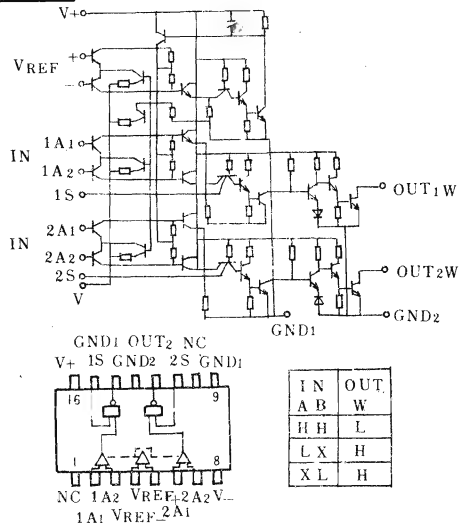 V+
+
VREF
-
1A1
IN
1A2
1S
2A1
IN
2A2
2S
V
OUT1W
OUT2W
GND1
GND2
GND1 OUT2 NC
V+ 1S GND2 2S GND1
16 9
1 8
NC 1A2 VREF+ 2A2 V-
1A1 VREF- 2A1
IN OUT
A B W
H H L
L X H
X L H